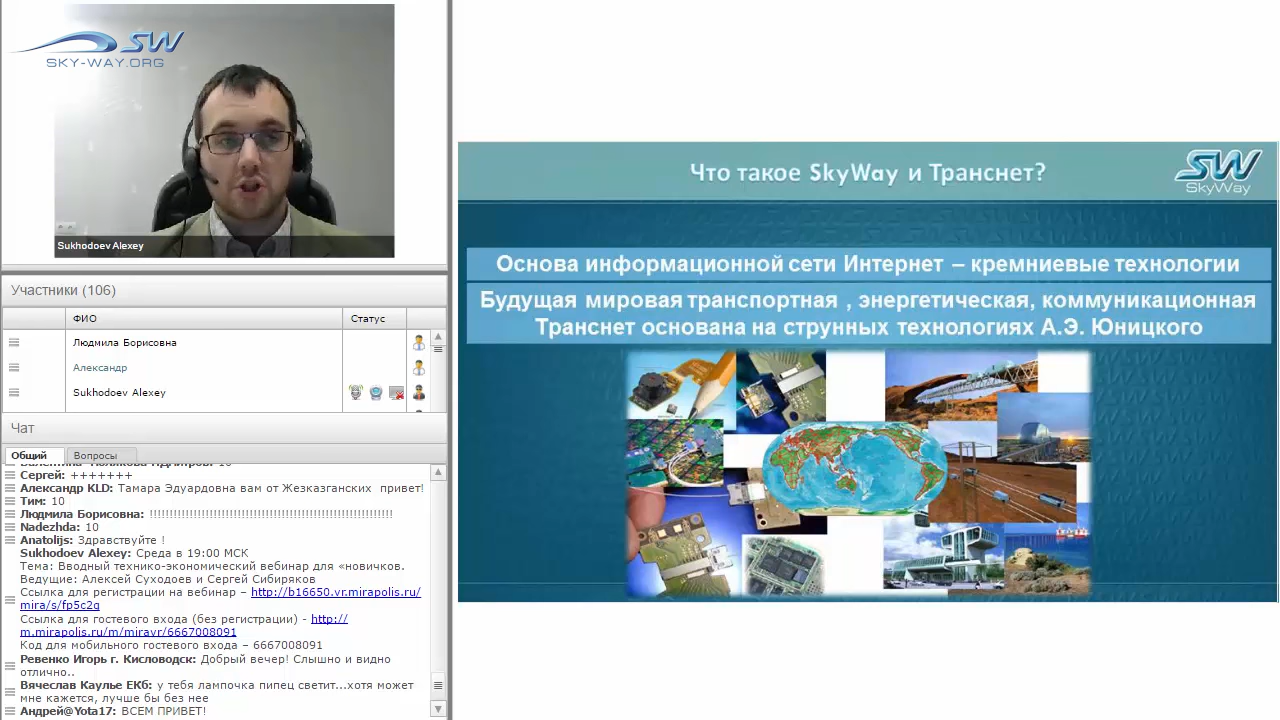 SW
SKY-WAY.ORG
Sukhodoev Alexey
Участники (106)
ФИО
Статус
Людмила Борисовна
Александр
Sukhodoev Alexey
Чат
Общий
Вопросы
Сергей: +++++++
Александр KLD: Тамара Эдуардовна вам от Жезказганских привет!
Тим: 10
Людмила Борисовна: !!!!!!!!!!!!!!!!!!!!!!!!!!!!!!!!!!!!!!!!!!!!!!!!!!!!!!!!!!!!!
Nadezhda: 10
Anatolijs: Здравствуйте !
Sukhodoev Alexey: Среда в 19:00 МСК
Тема: Вводный технико-экономический вебинар для «новичков.
Ведущие: Алексей Суходоев и Сергей Сибиряков
Ссылка для регистрации на вебинар – http://b16650.vr.mirapolis.ru/
mira/s/fp5c2g
Ссылка для гостевого входа (без регистрации) - http://
m.mirapolis.ru/m/miravr/6667008091
Код для мобильного гостевого входа – 6667008091
Ревенко Игорь г. Кисловодск: Добрый вечер! Слышно и видно
отлично..
Вячеслав Каулье ЕКб: у тебя лампочка пипец светит...хотя может
мне кажется, лучше бы без нее
Андрей@Yota17: ВСЕМ ПРИВЕТ!
Что такое SkyWay и Транснет?
SW
SkyWay
Основа информационной сети Интернет – кремниевые технологии
Будущая мировая транспортная , энергетическая, коммуникационная
Транснет основана на струнных технологиях А.Э. Юницкого